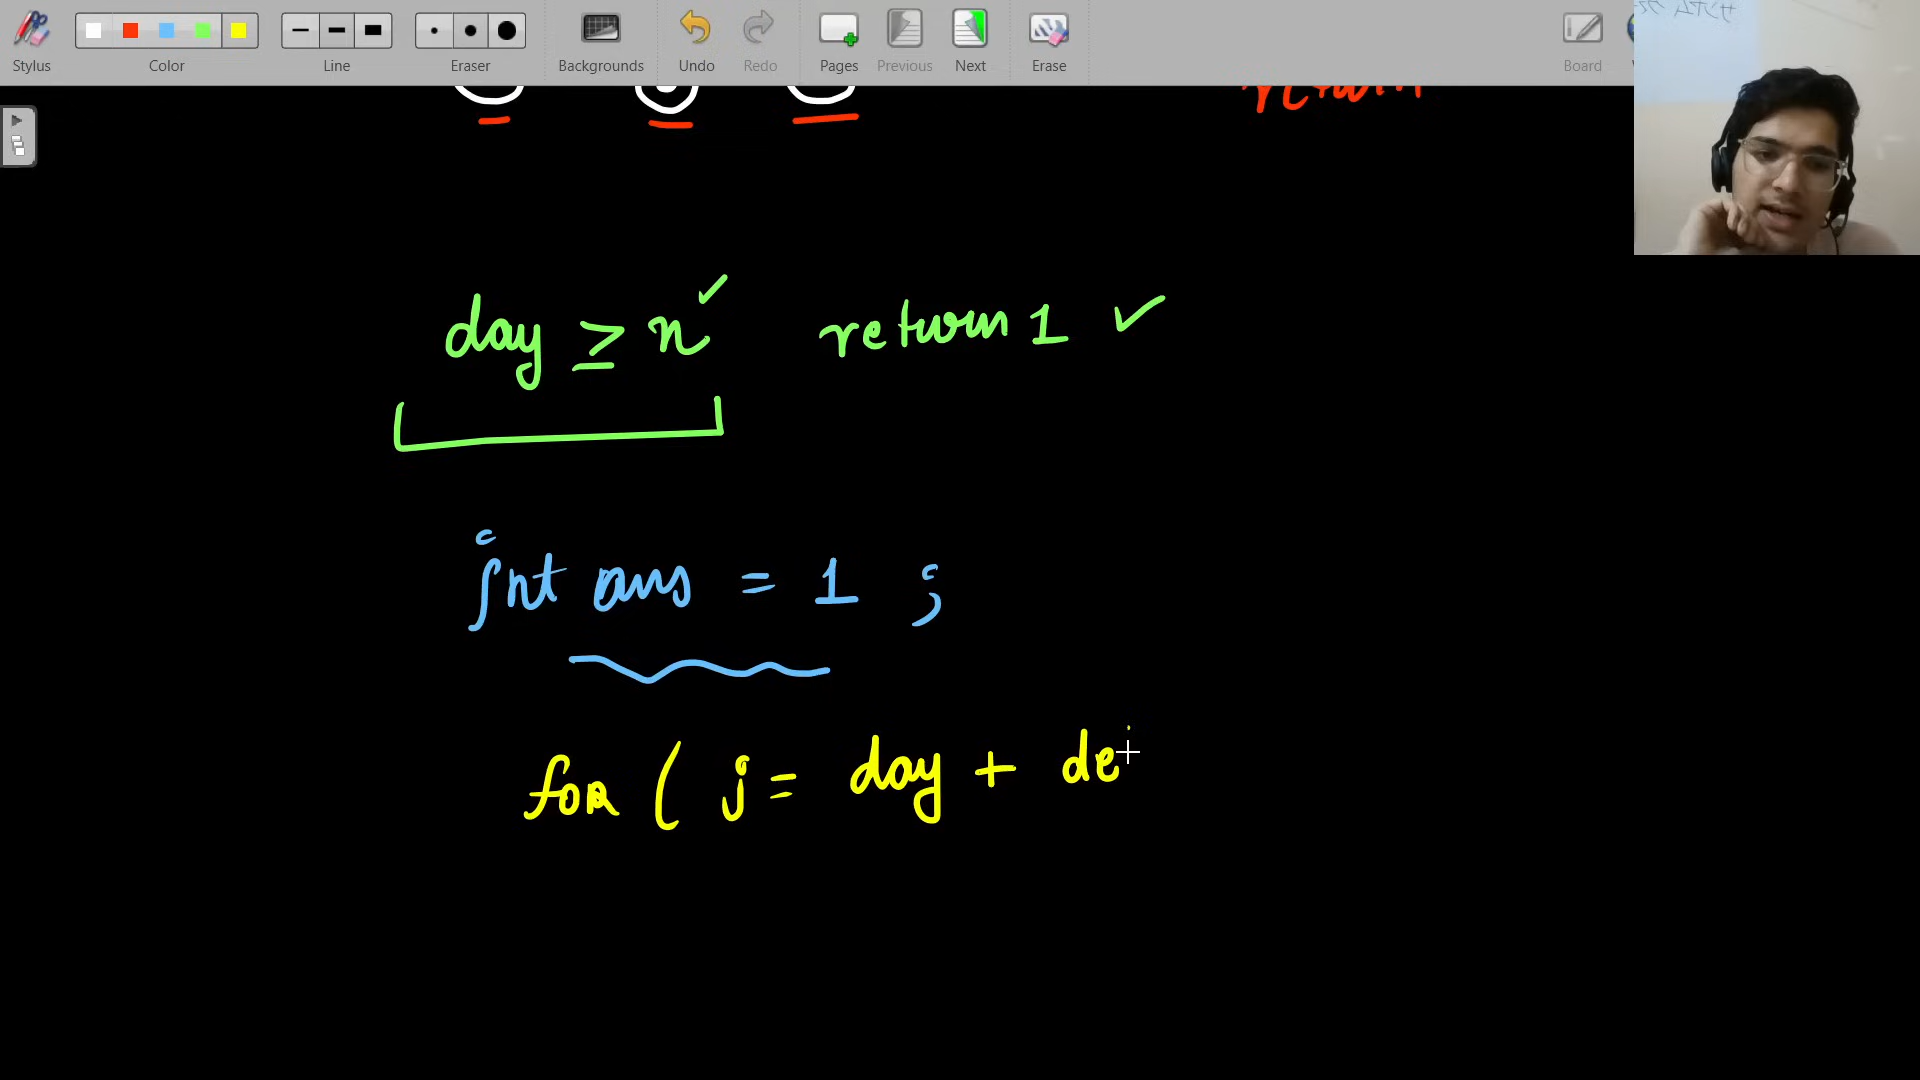 Stylus
Color
Line
Eraser
Backgrounds
Undo
Redo
Pages
Previous
Next
Erase
Board
return
day ≥ n ✓ return 1 ✓
int ans = 1 ;
for ( j = day + de